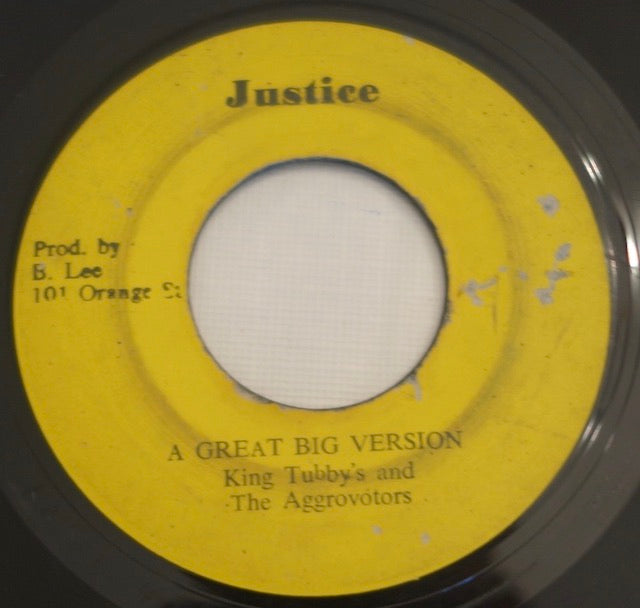 Justice
Prod. by
B. Lee
101 Orange St
A GREAT BIG VERSION
King Tubby's and
The Aggrovotors